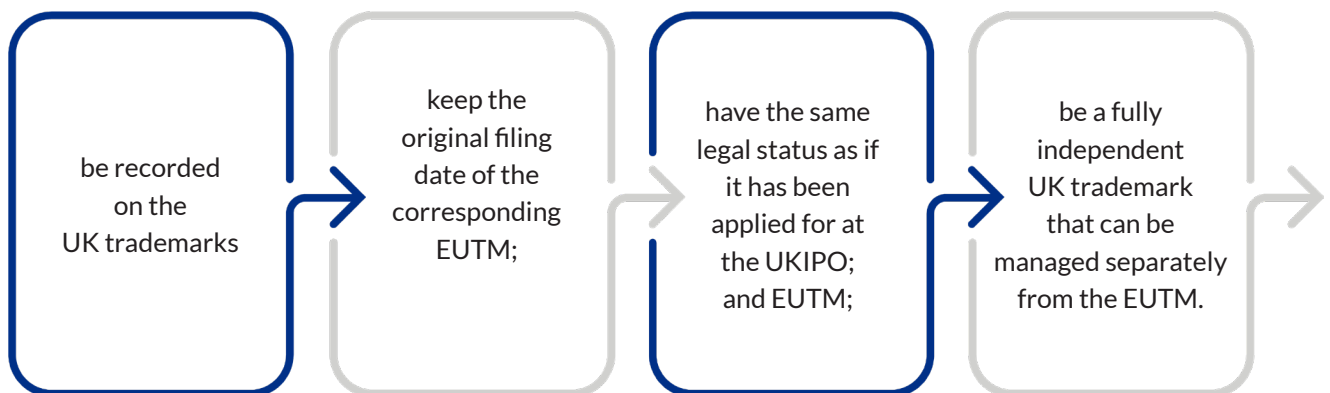 be recorded
on the
UK trademarks
keep the
original filing
date of the
corresponding
EUTM;
have the same
legal status as if
it has been
applied for at
the UKIPO;
and EUTM;
be a fully
independent
UK trademark
that can be
managed separately
from the EUTM.